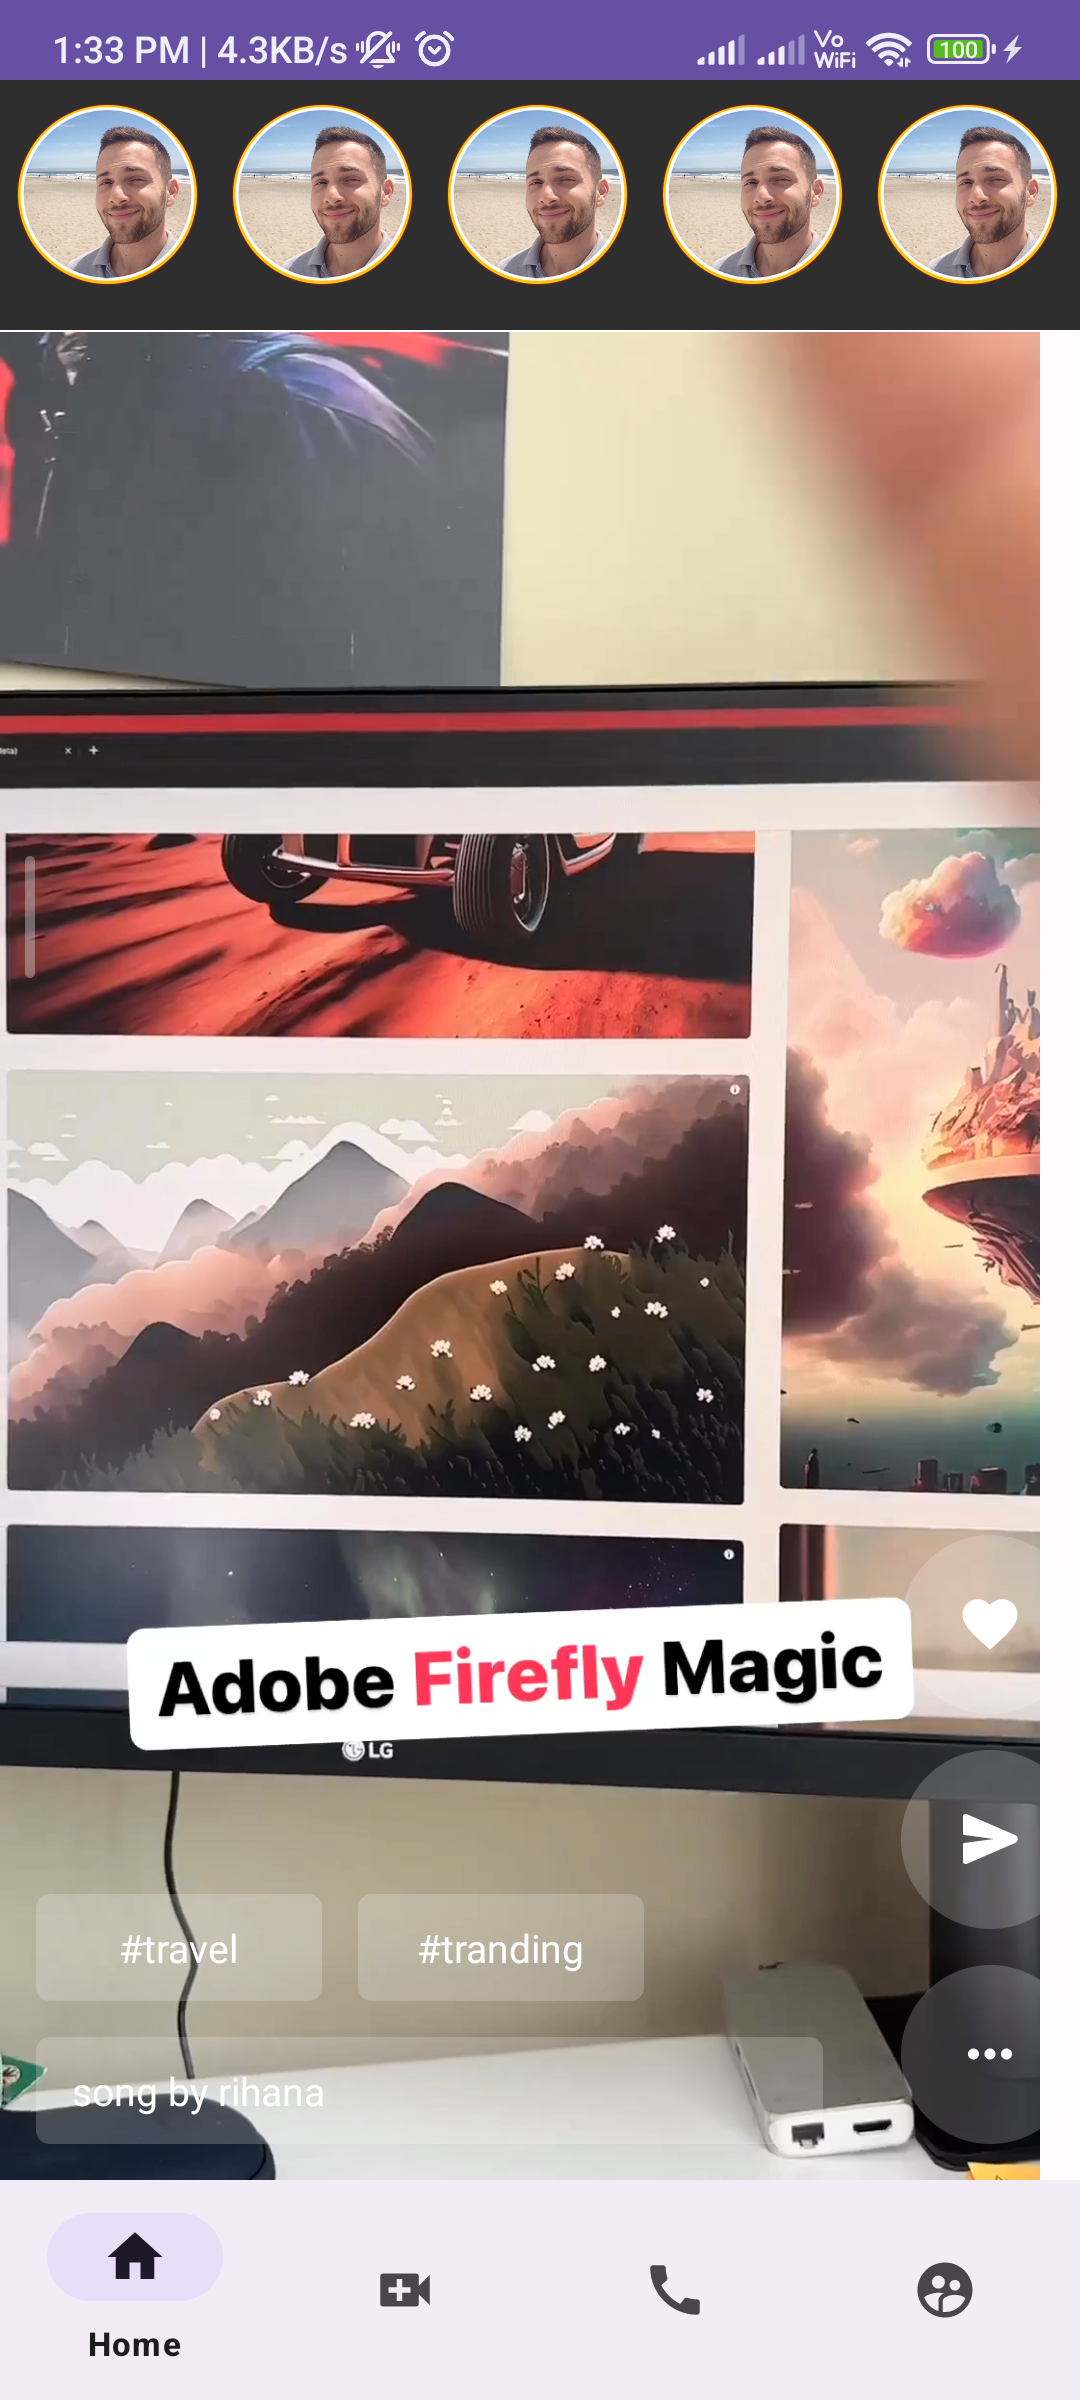 1:33 PM | 4.3KB/s
Vo
WiFi
100
Adobe Firefly Magic
LG
#travel
#tranding
song by rihana
Home